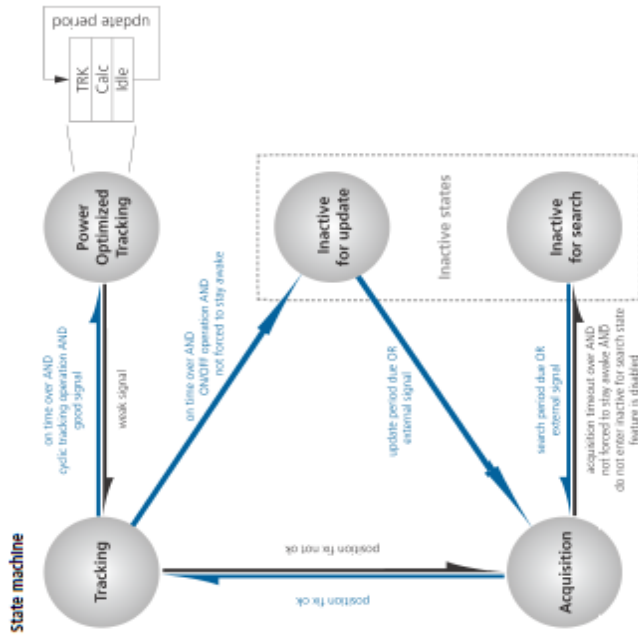 State machine
Tracking
position fix ok
position fix not ok
Acquisition
on time over AND
cyclic tracking operation AND
good signal
weak signal
Power
Optimized
Tracking
TRK
Calc
Idle
update period
on time over AND
ON/OFF operation AND
not forced to stay awake
update period due OR
external signal
Inactive
for update
Inactive states
search period due OR
external signal
acquisition timeout over AND
not forced to stay awake AND
do not enter inactive for search state
feature is disabled
Inactive
for search